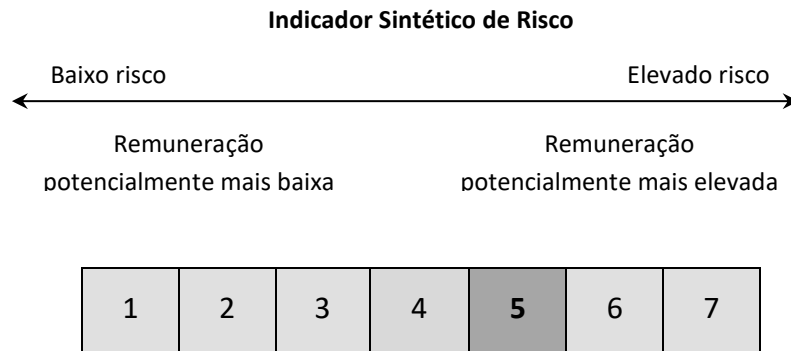 Indicador Sintético de Risco
Baixo risco Elevado risco
Remuneração Remuneração
potencialmente mais baixa potencialmente mais elevada
1 2 3 4 5 6 7